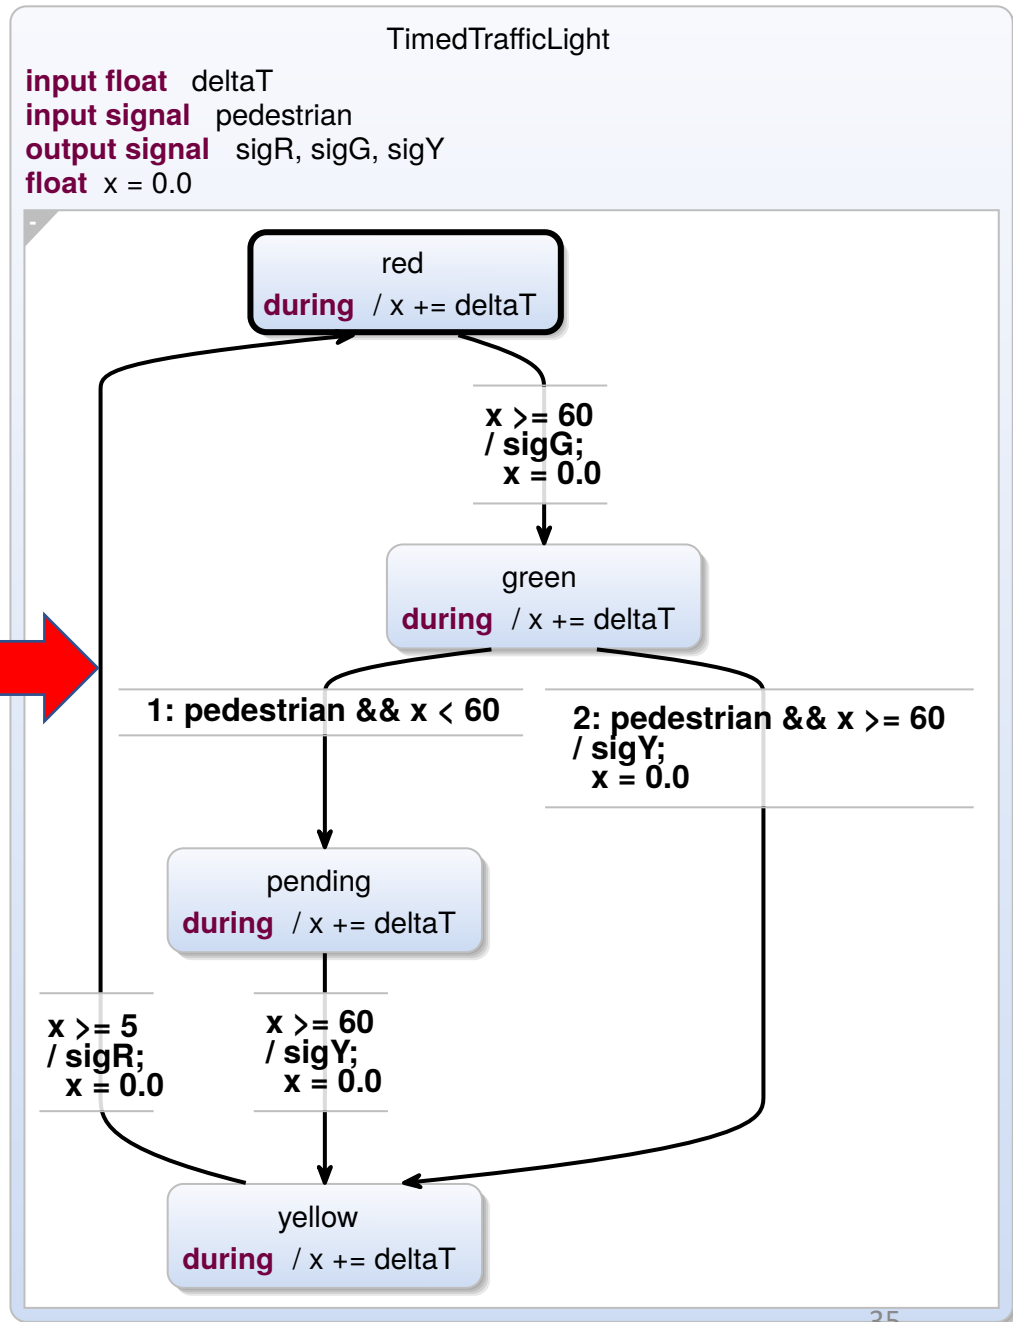 TimedTrafficLight
input float deltaT
input signal pedestrian
output signal sigR, sigG, sigY
float x = 0.0
-
red
during / x += deltaT
x >= 60
/ sigG;
x = 0.0
green
during / x += deltaT
1: pedestrian && x < 60
2: pedestrian && x >= 60
/ sigY;
x = 0.0
pending
during / x += deltaT
x >= 5
/ sigR;
x = 0.0
x >= 60
/ sigY;
x = 0.0
yellow
during / x += deltaT
35